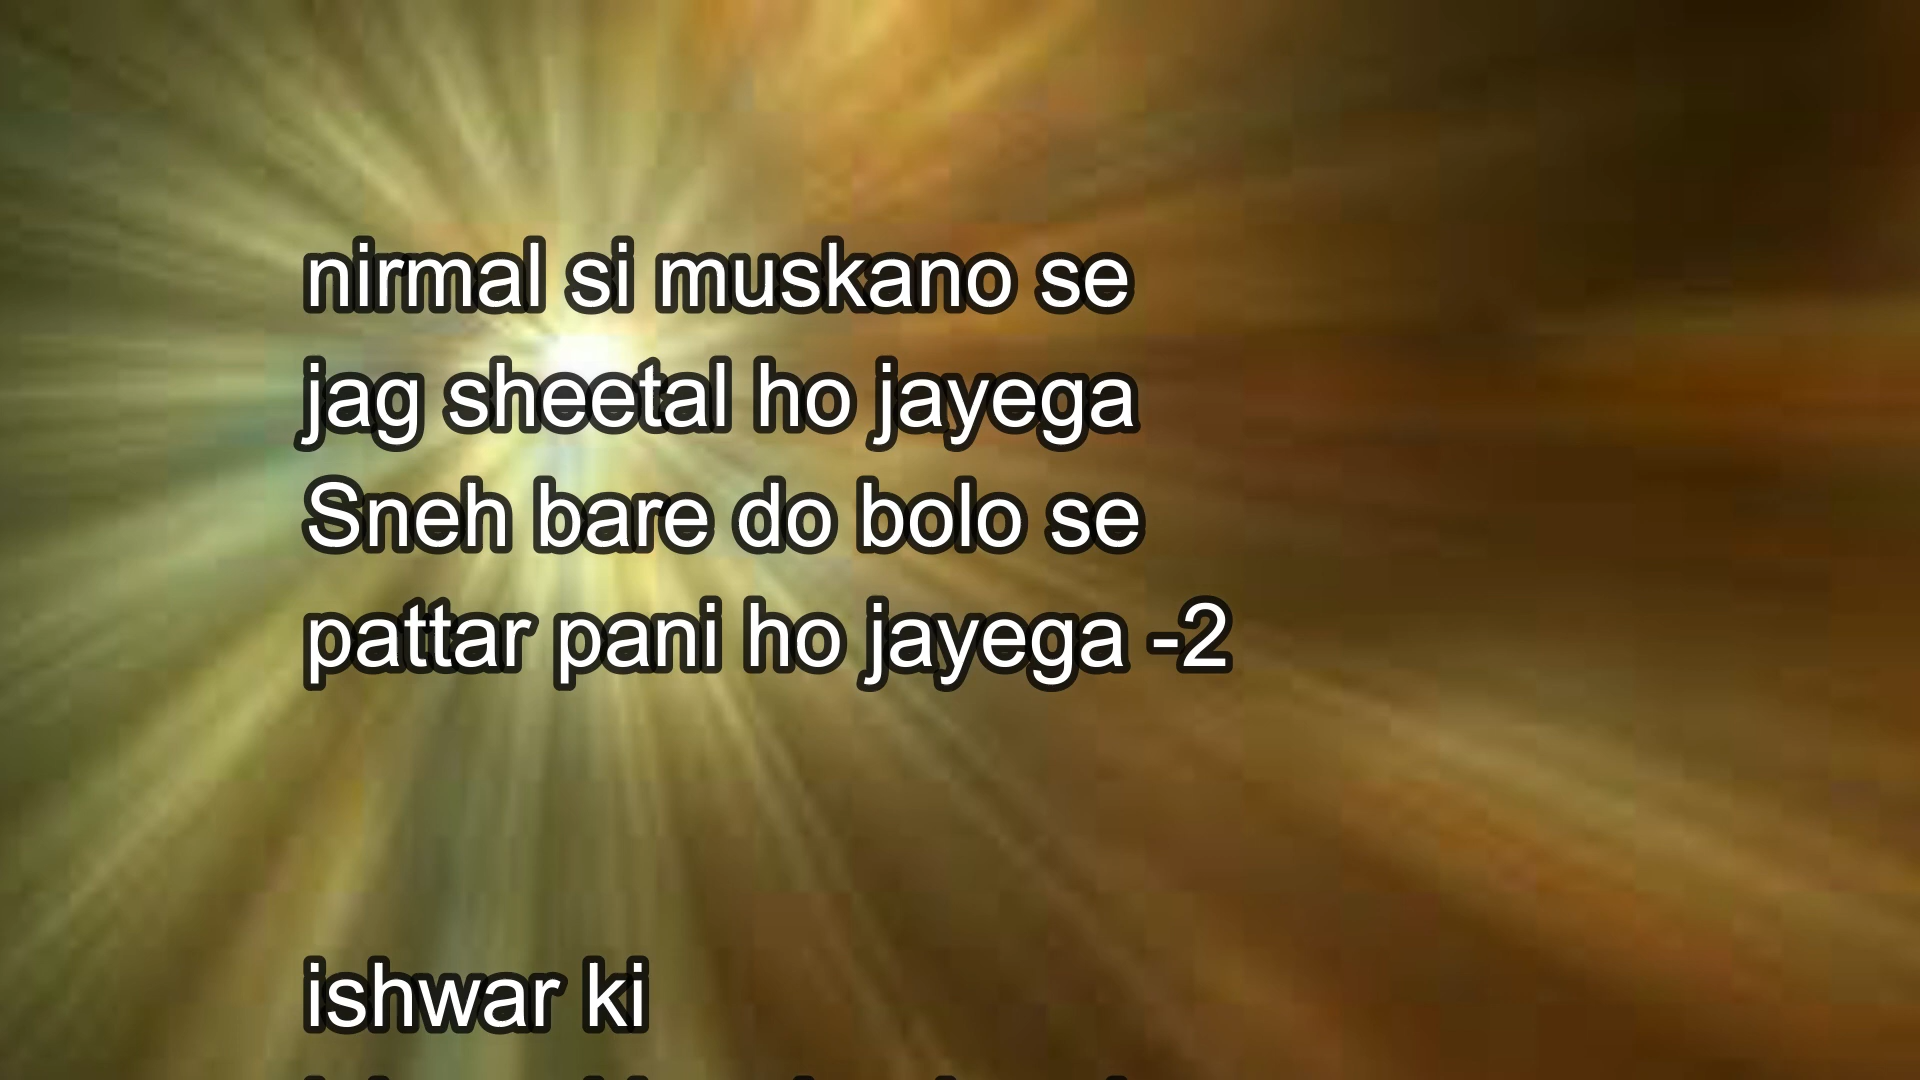 nirmal si muskano se
jag sheetal ho jayega
Sneh bare do bolo se
pattar pani ho jayega -2
ishwar ki